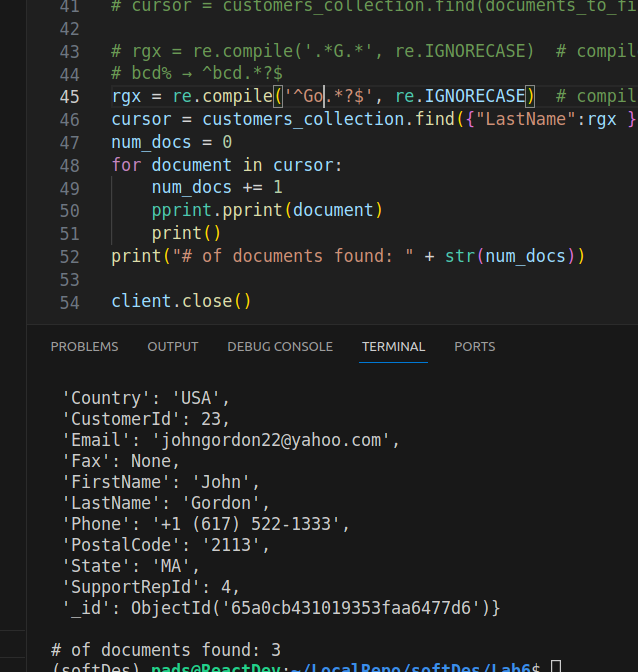 41 # cursor = customers_collection.find(documents_to_fi
42
43 # rgx = re.compile('.*G.*', re.IGNORECASE)  # compil
44 # bcd% → ^bcd.*?$
45 rgx = re.compile('^Go.*?$', re.IGNORECASE)  # compil
46 cursor = customers_collection.find({"LastName":rgx }
47 num_docs = 0
48 for document in cursor:
49     num_docs += 1
50     pprint.pprint(document)
51     print()
52 print("# of documents found: " + str(num_docs))
53
54 client.close()
PROBLEMS OUTPUT DEBUG CONSOLE TERMINAL PORTS
'Country': 'USA',
'CustomerId': 23,
'Email': 'johngordon22@yahoo.com',
'Fax': None,
'FirstName': 'John',
'LastName': 'Gordon',
'Phone': '+1 (617) 522-1333',
'PostalCode': '2113',
'State': 'MA',
'SupportRepId': 4,
'_id': ObjectId('65a0cb431019353faa6477d6')}
# of documents found: 3
(softDes) pads@ReactDev:~/LocalRepo/softDes/Lab6$